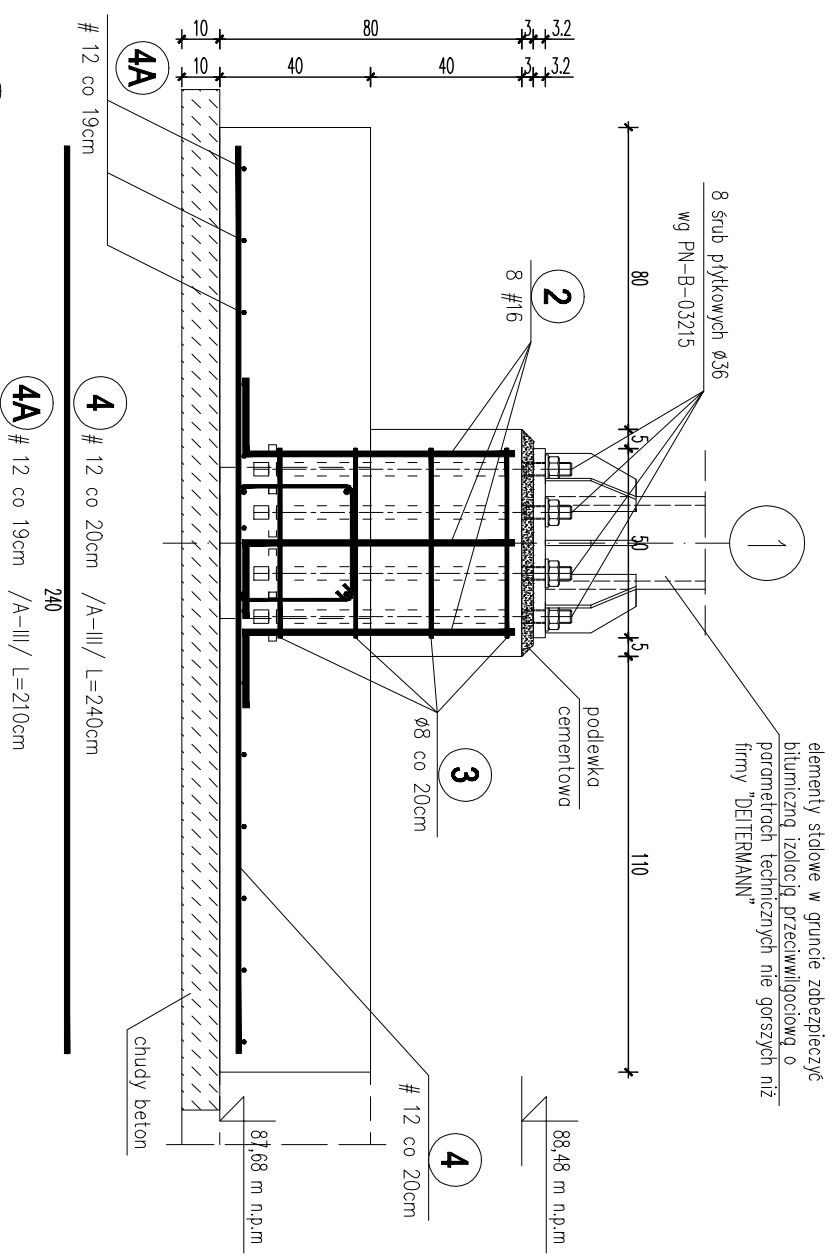 elementy stalowe w gruncie zabezpieczyć
bitumiczną izolacją przeciwwilgociową o
parametrach technicznych nie gorszych niż
firmy "DEITERMANN"
8 śrub płytkowych ø36
wg PN-B-03215
1
80
50
110
5
5
3.2
3
80
10
3.2
3
40
40
10
2
8 #16
podlewka
cementowa
3
ø8 co 20cm
88,48 m n.p.m
87,68 m n.p.m
4
# 12 co 20cm
chudy beton
4A
# 12 co 19cm
4
# 12 co 20cm /A-III/ L=240cm
240
4A
# 12 co 19cm /A-III/ L=210cm